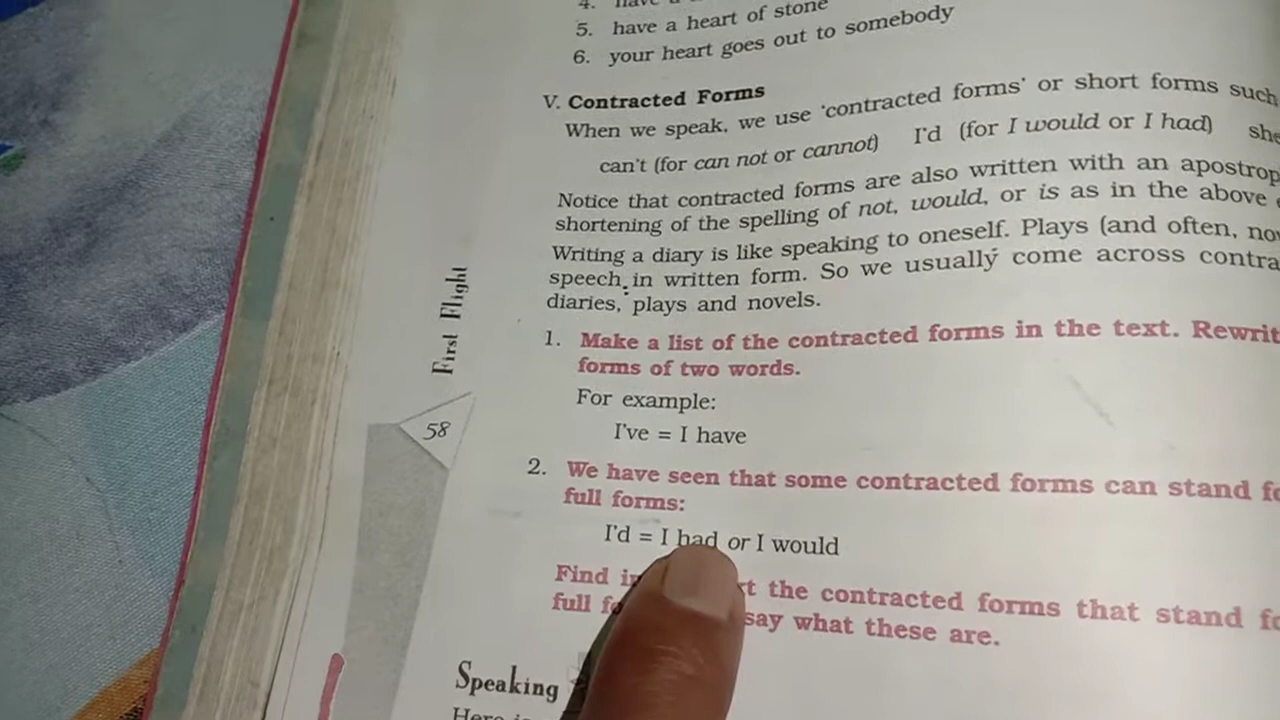 4. have a
5. have a heart of stone
6. your heart goes out to somebody
V. Contracted Forms
When we speak, we use 'contracted forms' or short forms such
can't (for can not or cannot) I'd (for I would or I had)
Notice that contracted forms are also written with an
shortening of the spelling of not, would, or is as in the above
Writing a diary is like speaking to oneself. Plays (and often,
speech in written form. So we usually come across
diaries, plays and novels.
1. Make a list of the contracted forms in the text.
forms of two words.
For example:
I've = I have
2. We have seen that some contracted forms can stand
full forms:
I'd = I had or I would
Find the contracted forms that stand
full say what these are.
Speaking
First Flight
58